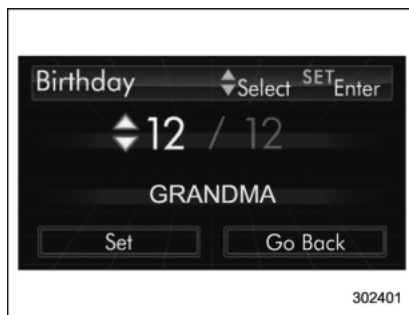 Birthday Select SET Enter
12 / 12
GRANDMA
Set Go Back
302401